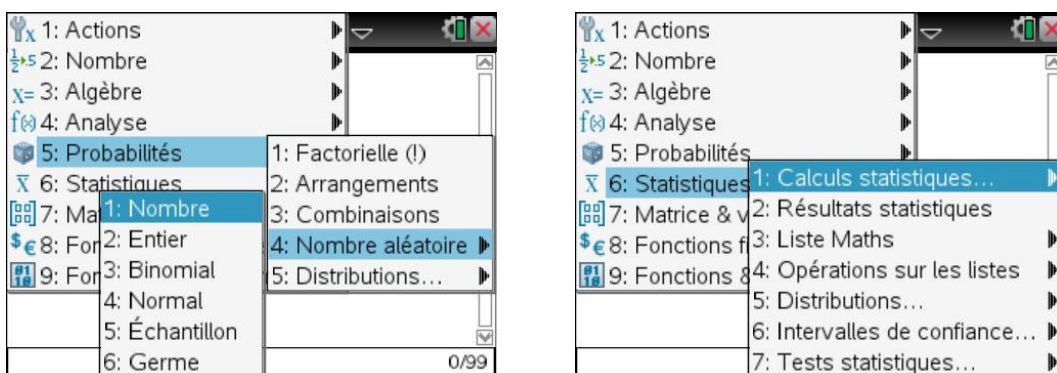 1: Actions
2: Nombre
3: Algèbre
4: Analyse
5: Probabilités
6: Statistiques
7: Ma
8: For
9: For
1: Factorielle (!)
2: Arrangements
3: Combinaisons
4: Nombre aléatoire
5: Distributions...
1: Nombre
2: Entier
3: Binomial
4: Normal
5: Échantillon
6: Germe
0/99
1: Actions
2: Nombre
3: Algèbre
4: Analyse
5: Probabilités
6: Statistiques
7: Matrice & v
8: Fonctions fi
9: Fonctions &
1: Calculs statistiques...
2: Résultats statistiques
3: Liste Maths
4: Opérations sur les listes
5: Distributions...
6: Intervalles de confiance...
7: Tests statistiques...